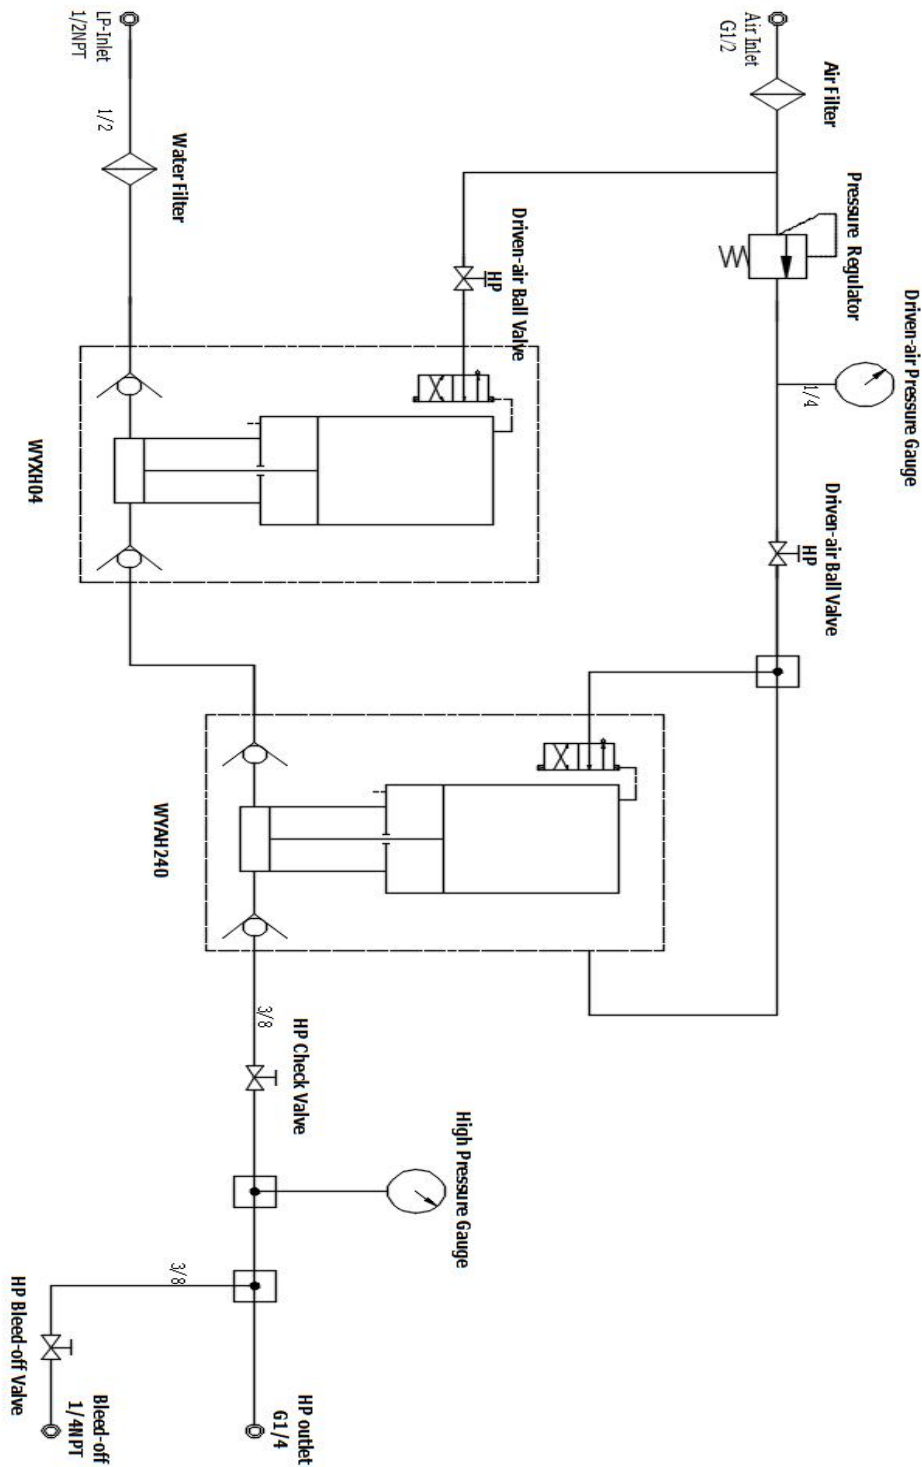 Air Inlet
G1/2
Air Filter
Pressure Regulator
Driven-air Pressure Gauge
1/4
Driven-air Ball Valve
HP
Driven-air Ball Valve
HP
LP-Inlet
1/2NPT
1/2
Water Filter
WYXH04
WYAH240
3/8
HP Check Valve
High Pressure Gauge
3/8
HP outlet
G1/4
HP Bleed-off Valve
Bleed-off
1/4NPT